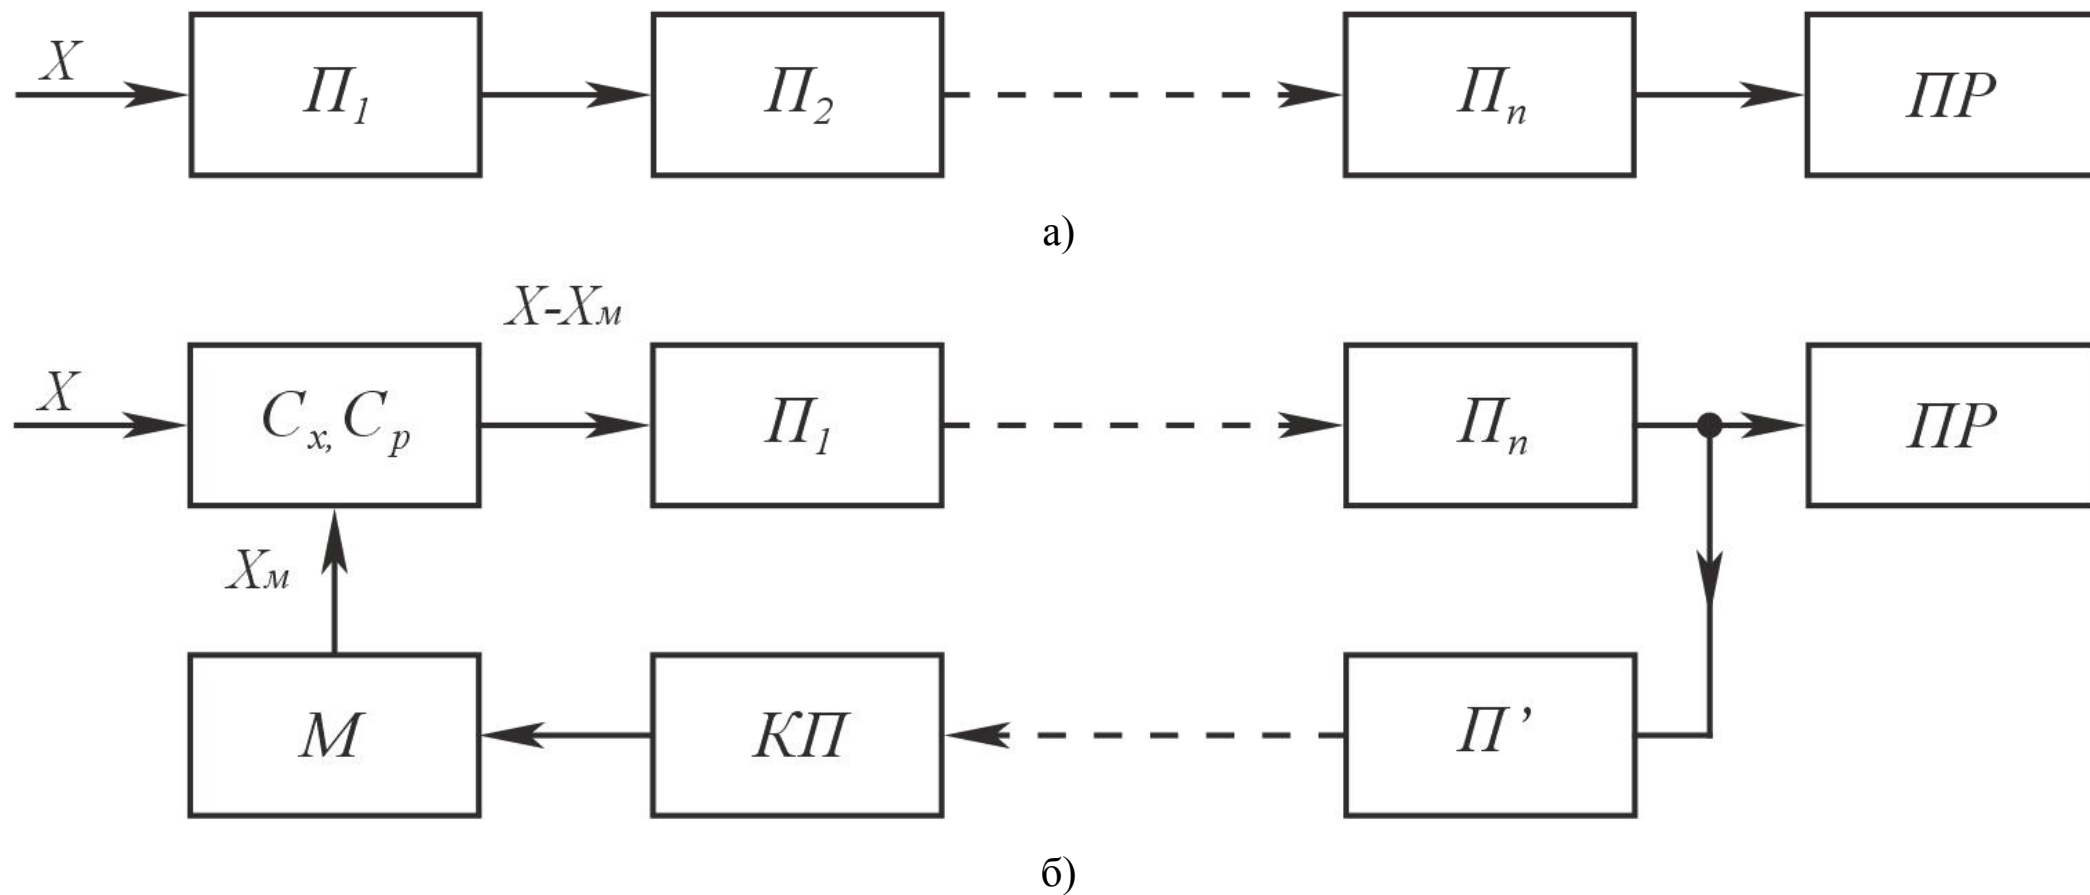 X П1 П2 Пn ПР
а)
X-Xм
X Cx, Cp П1 Пn ПР
Xм
М КП П’
б)